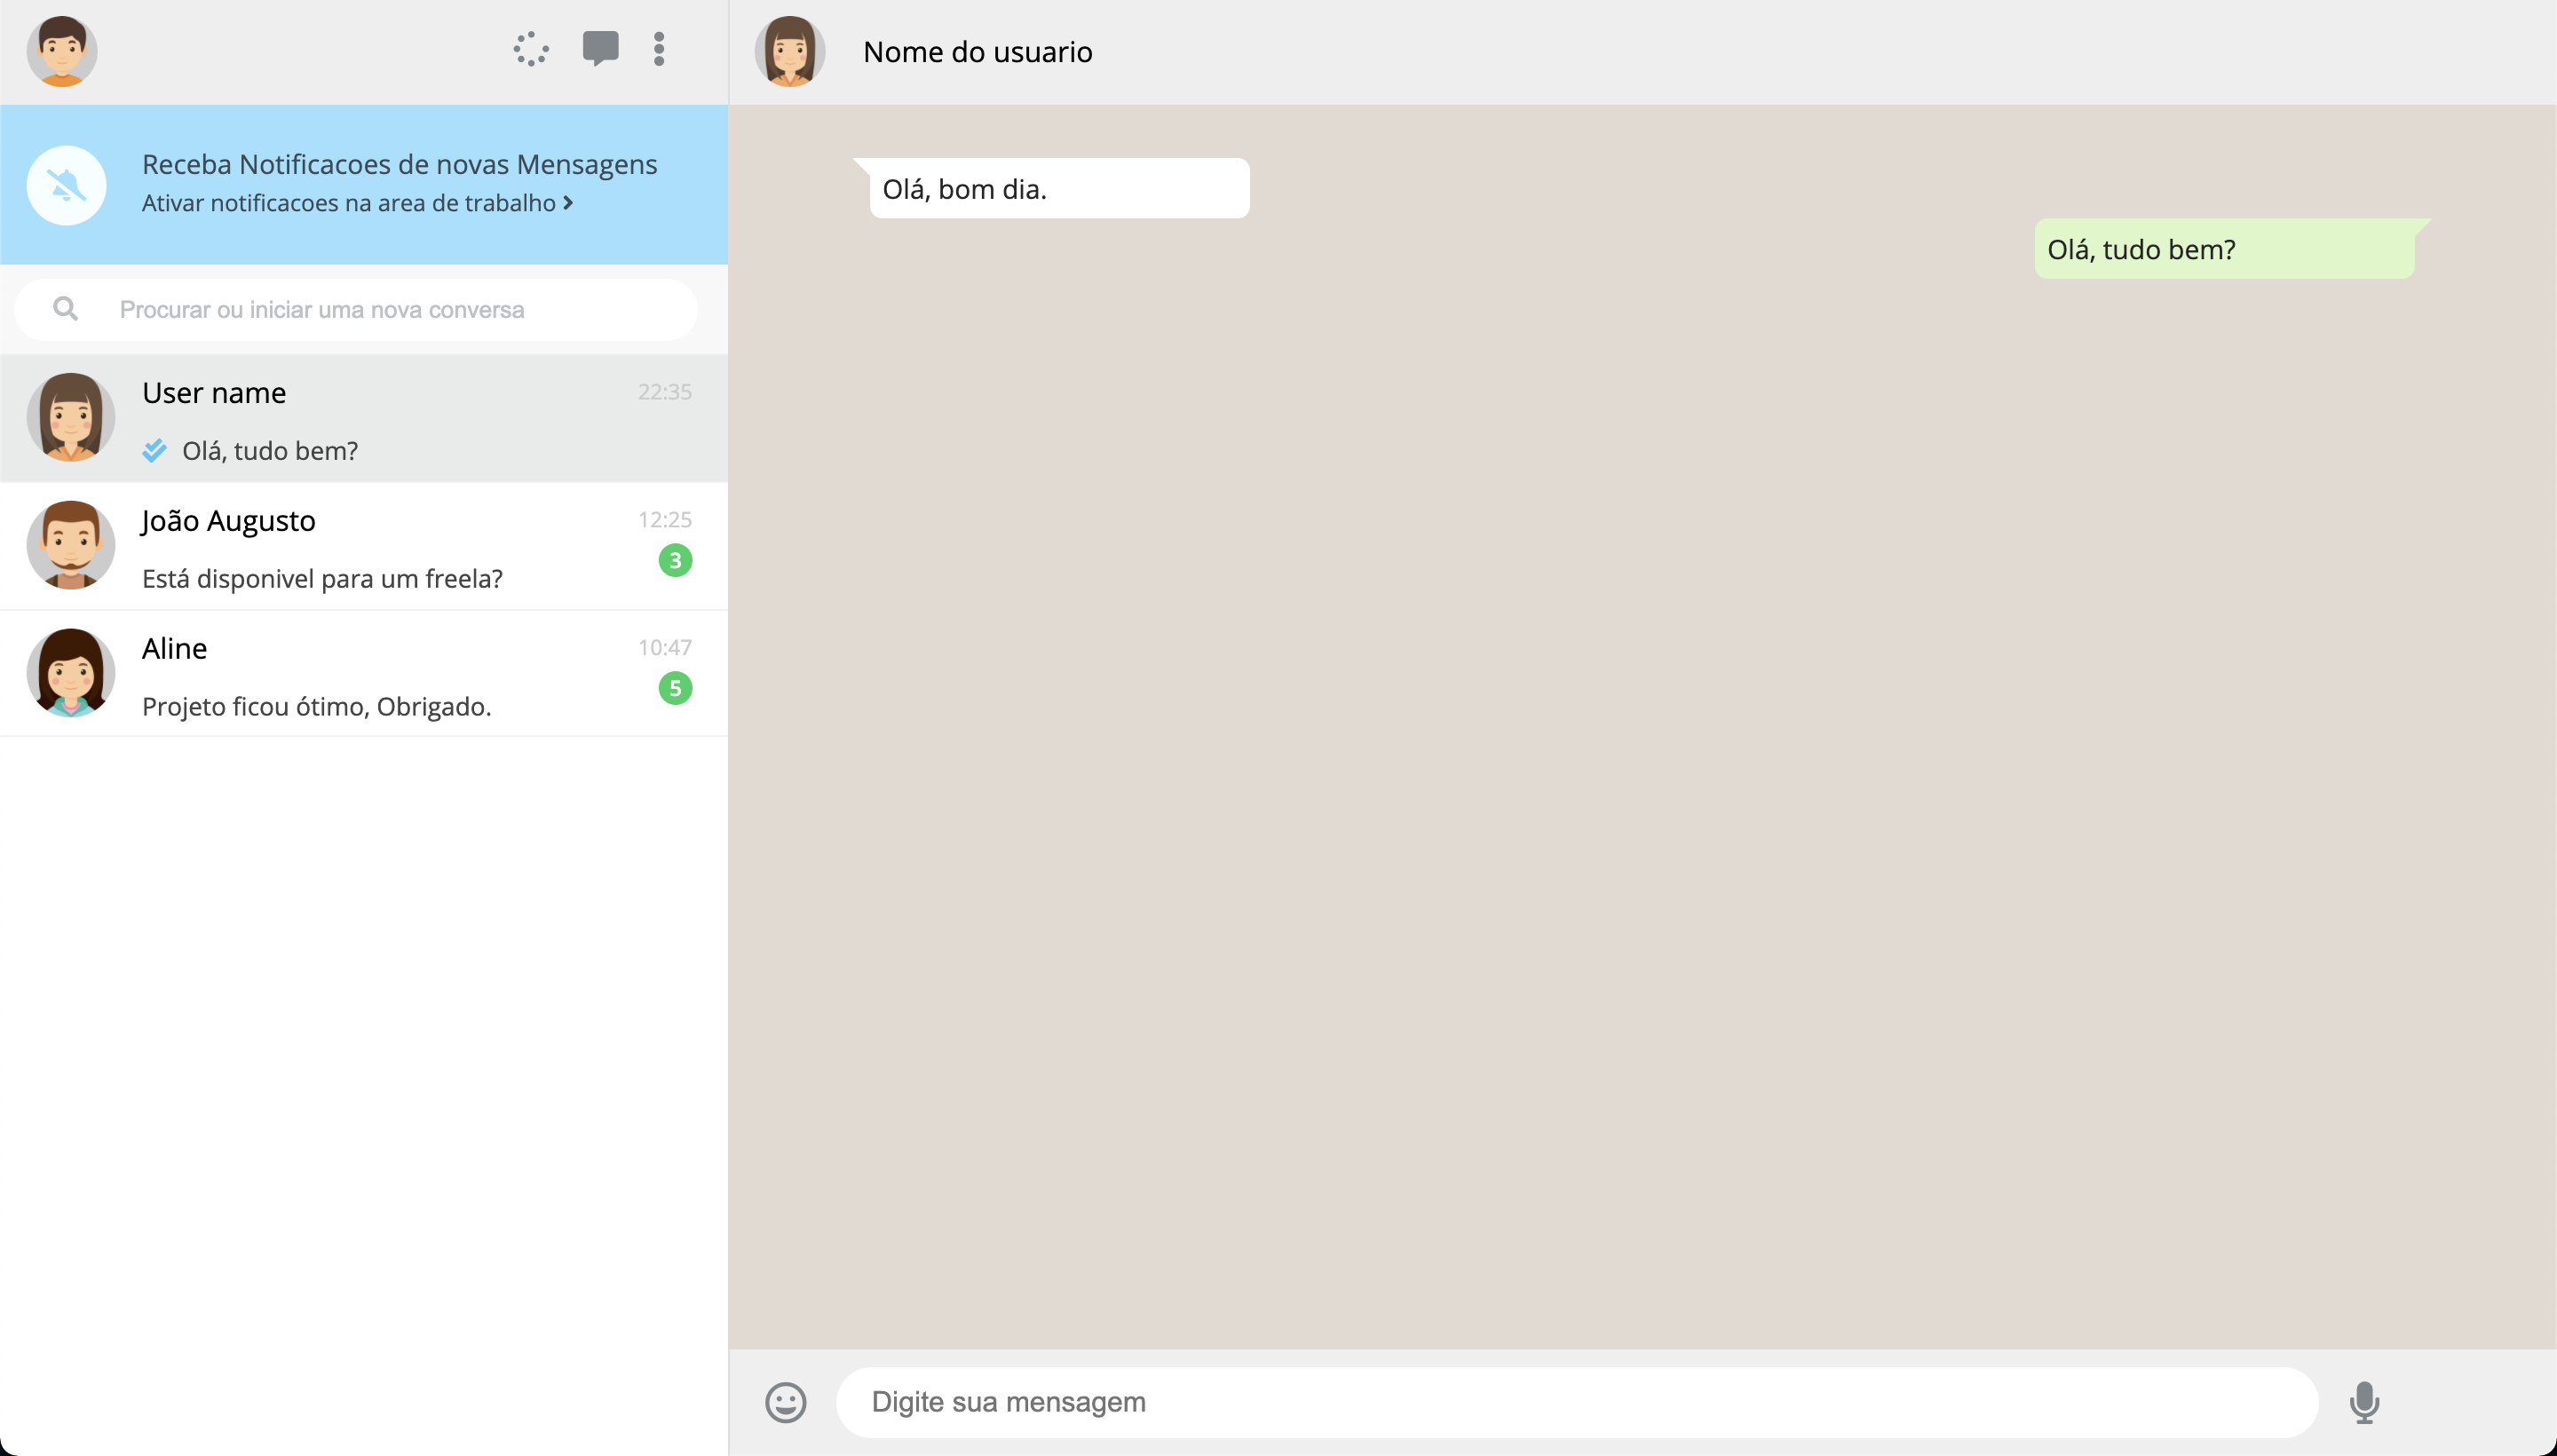 Nome do usuario
Receba Notificacoes de novas Mensagens
Ativar notificacoes na area de trabalho
Procurar ou iniciar uma nova conversa
User name
22:35
Olá, tudo bem?
João Augusto
12:25
3
Está disponivel para um freela?
Aline
10:47
5
Projeto ficou ótimo, Obrigado.
Olá, bom dia.
Olá, tudo bem?
Digite sua mensagem